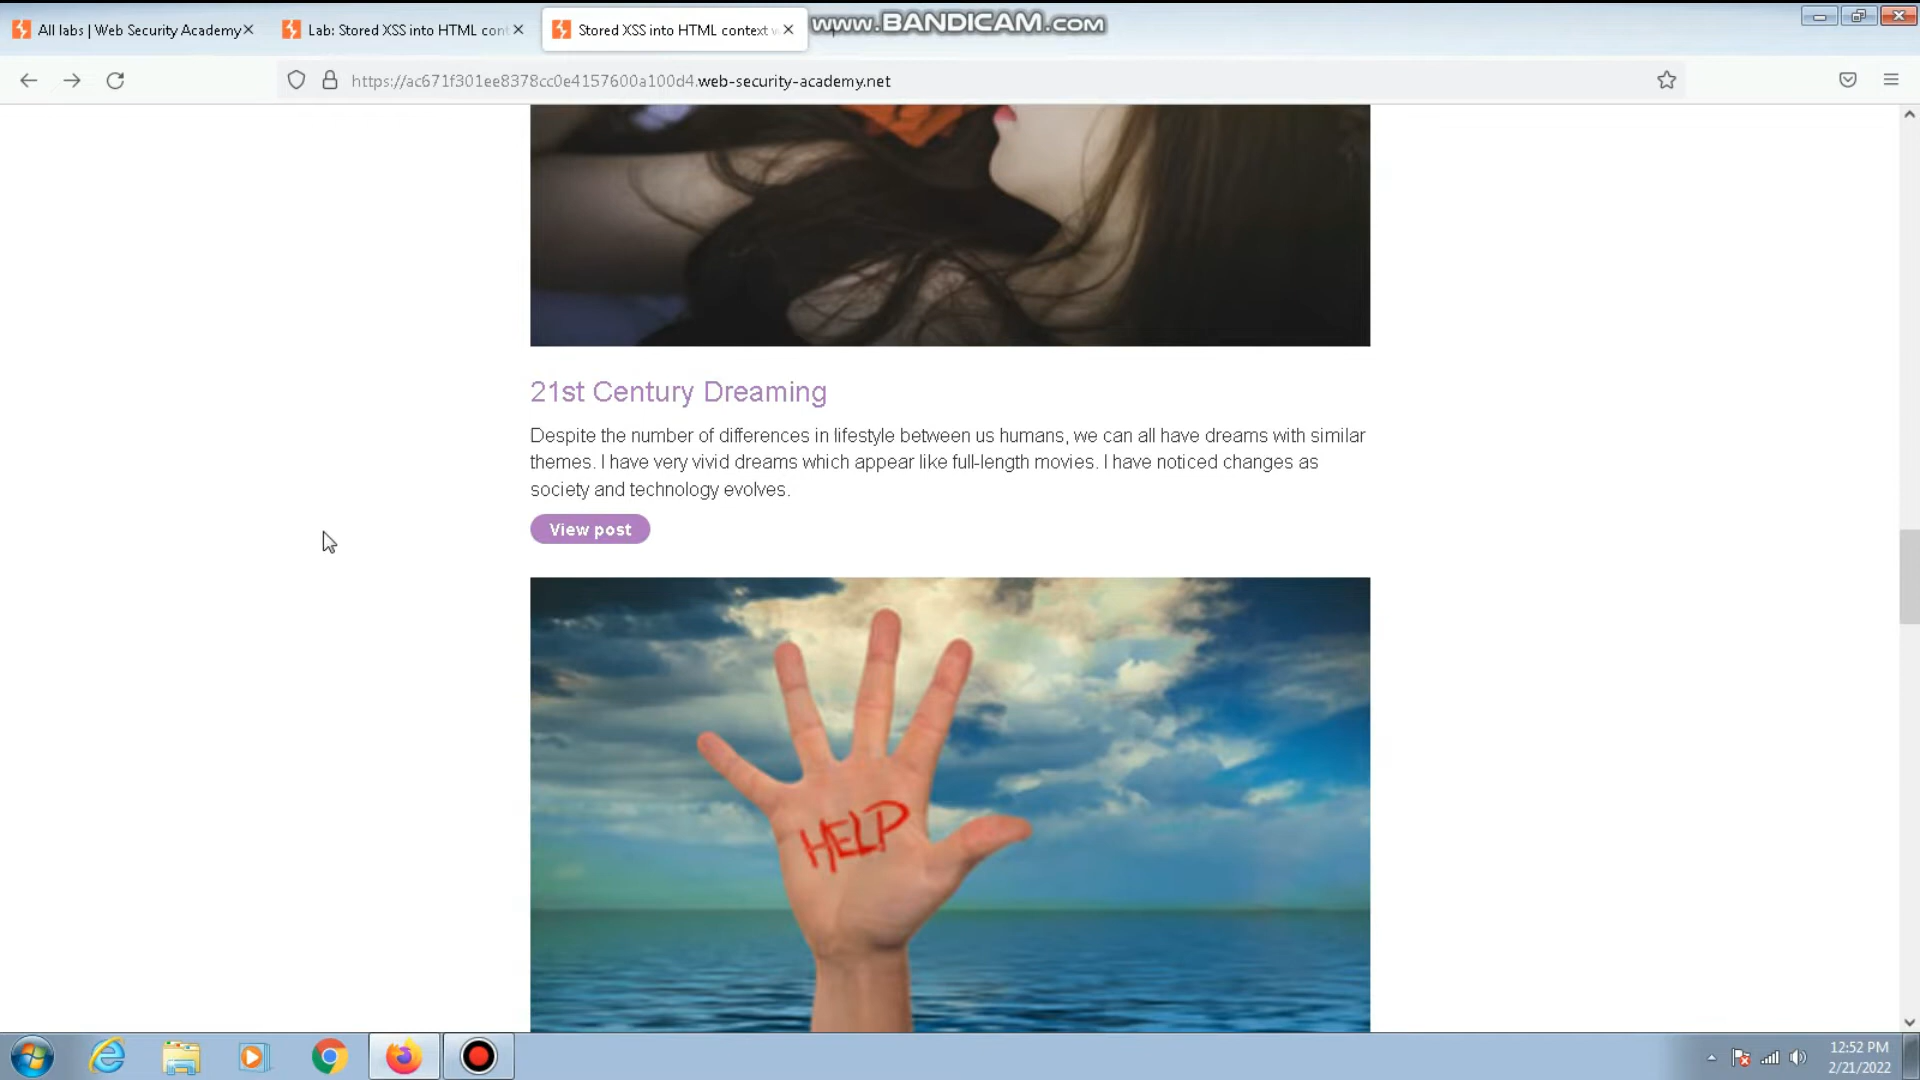 All labs | Web Security Academy
Lab: Stored XSS into HTML cont
Stored XSS into HTML context w
www.BANDICAM.com
https://ac671f301ee8378cc0e4157600a100d4.web-security-academy.net
21st Century Dreaming
Despite the number of differences in lifestyle between us humans, we can all have dreams with similar
themes. I have very vivid dreams which appear like full-length movies. I have noticed changes as
society and technology evolves.
View post
HELP
12:52 PM
2/21/2022